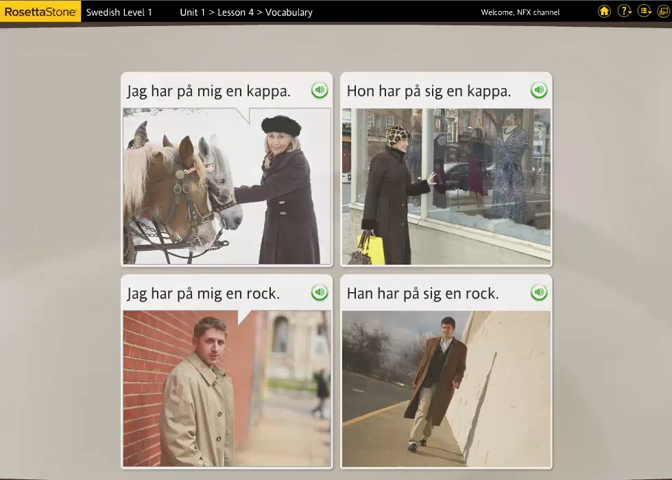 RosettaStone Swedish Level 1 Unit 1 > Lesson 4 > Vocabulary Welcome, NFX channel
Jag har på mig en kappa.
Hon har på sig en kappa.
Jag har på mig en rock.
Han har på sig en rock.